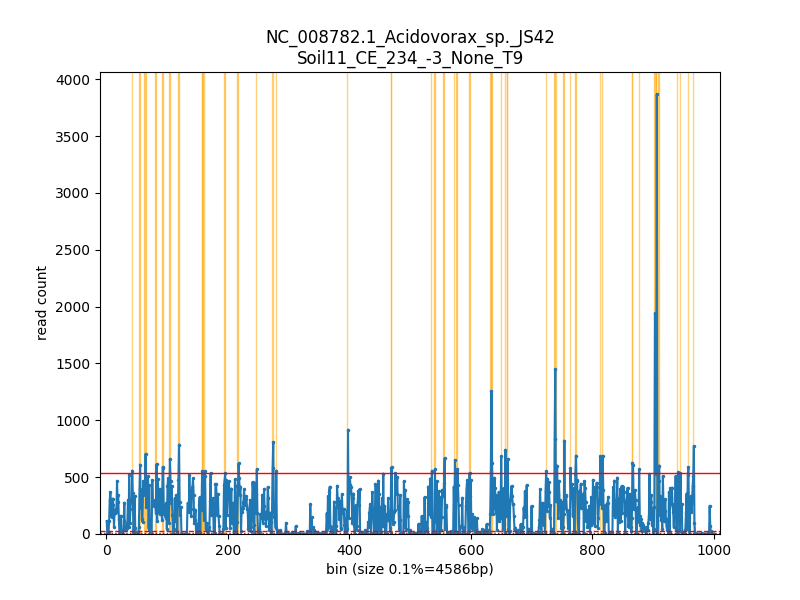 NC_008782.1_Acidovorax_sp._JS42
Soil11_CE_234_-3_None_T9
4000
3500
3000
2500
2000
1500
1000
500
0
read count
0 200 400 600 800 1000
bin (size 0.1%=4586bp)